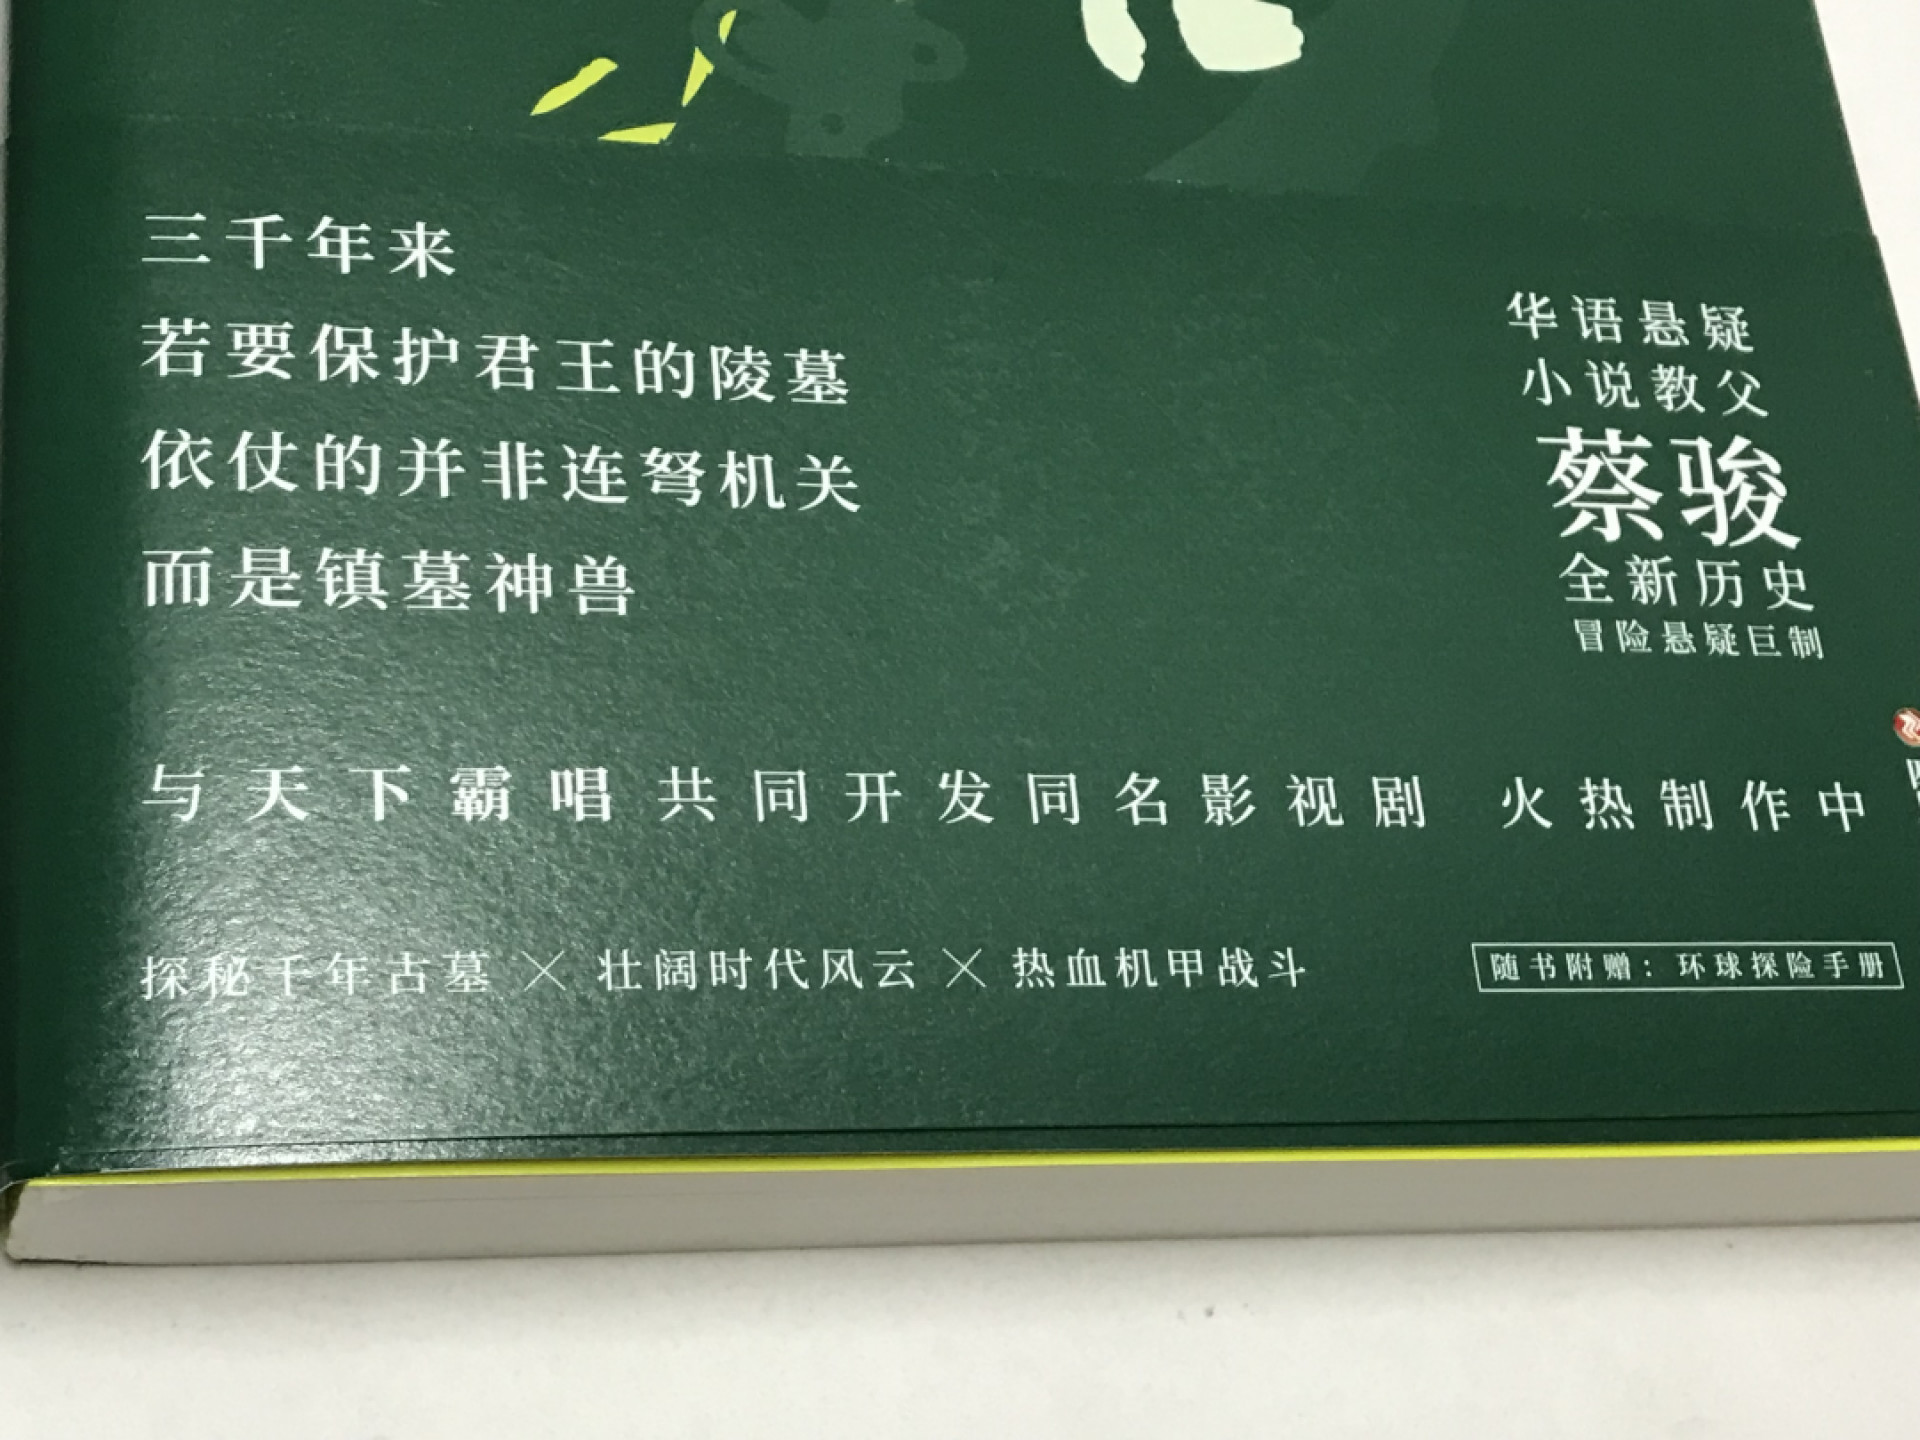 三千年来
若要保护君王的陵墓
依仗的并非连弩机关
而是镇墓神兽
华语悬疑
小说教父
蔡骏
全新历史
冒险悬疑巨制
与天下霸唱共同开发同名影视剧 火热制作中
探秘千年古墓×壮阔时代风云×热血机甲战斗
随书附赠：环球探险手册